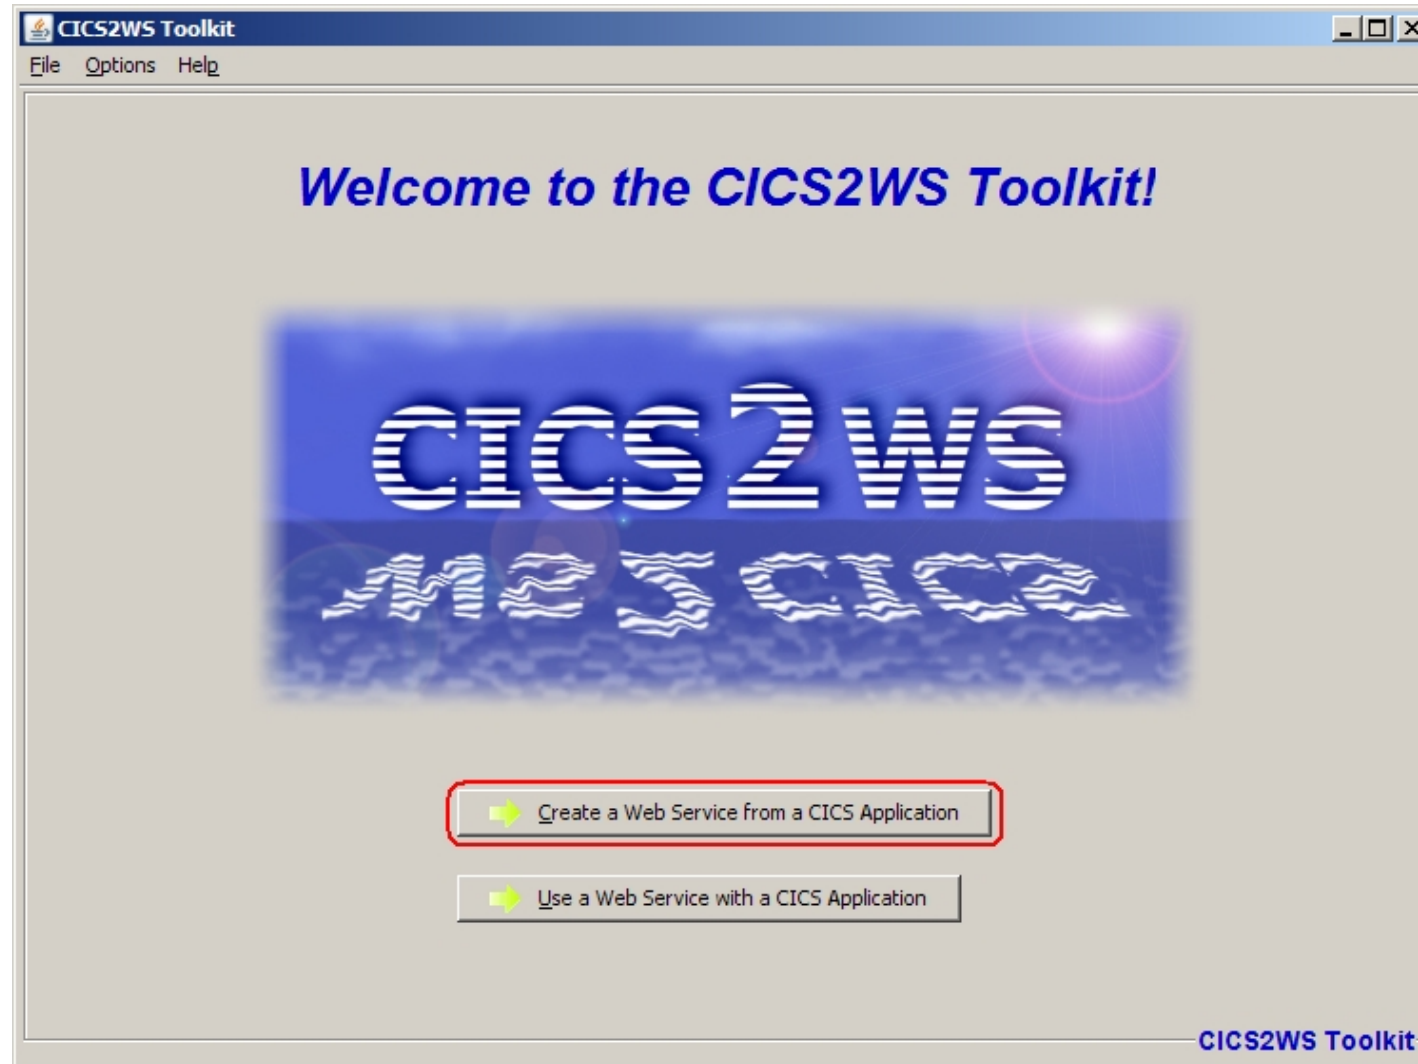 CICS2WS Toolkit
File Options Help
Welcome to the CICS2WS Toolkit!
CICS2WS
Create a Web Service from a CICS Application
Use a Web Service with a CICS Application
CICS2WS Toolkit